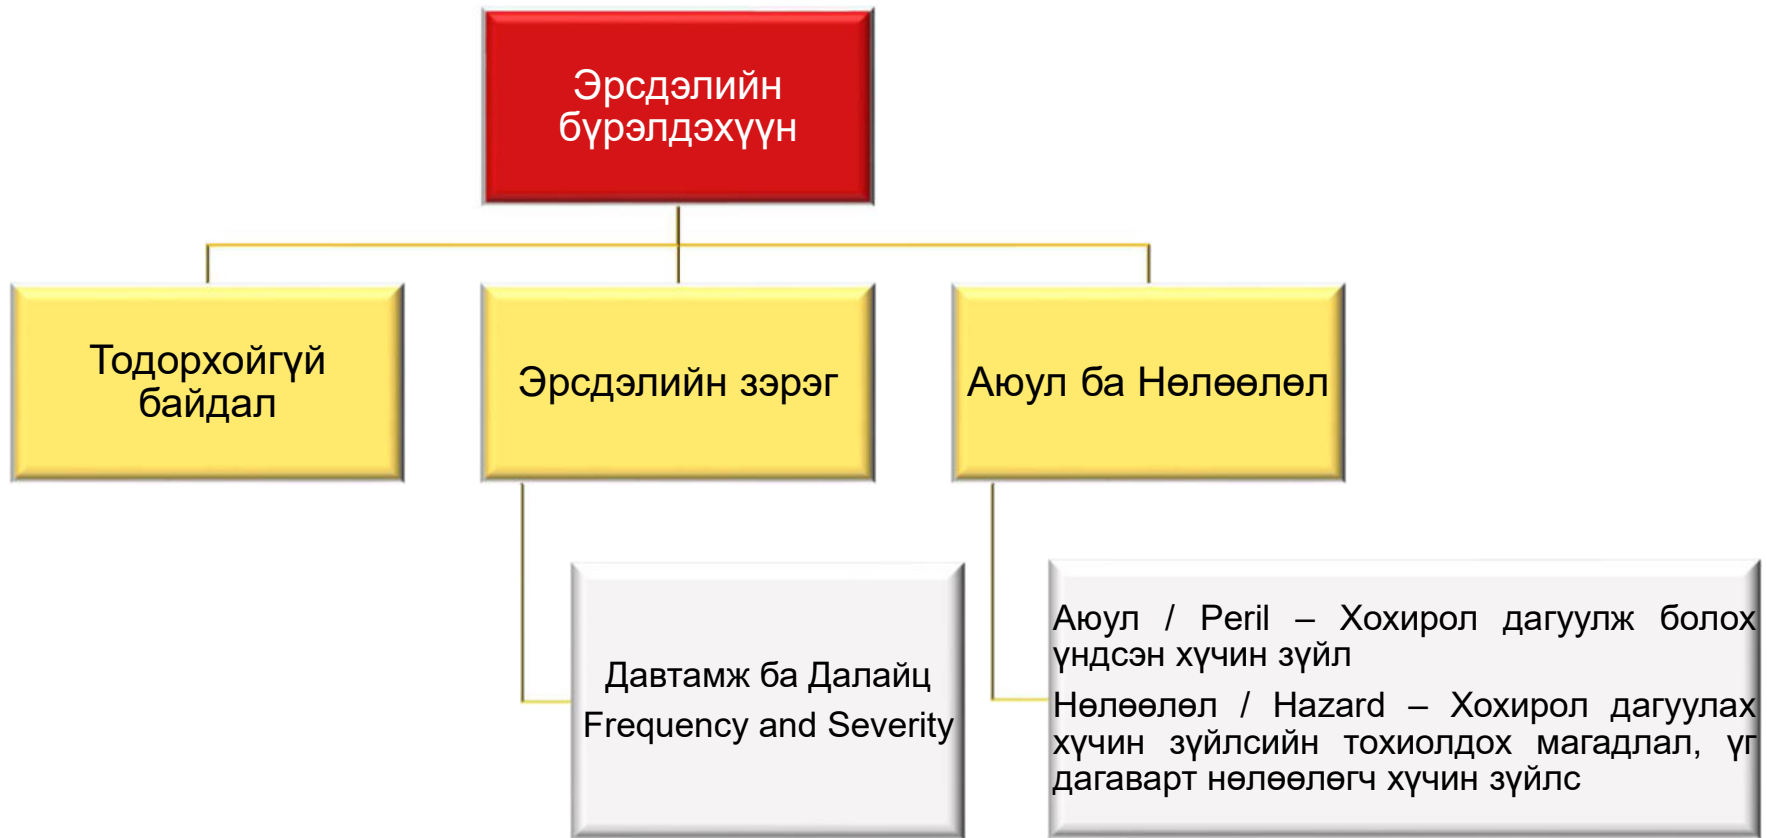 Эрсдэлийн
бүрэлдэхүүн
Тодорхойгүй
байдал
Эрсдэлийн зэрэг
Аюул ба Нөлөөлөл
Давтамж ба Далайц
Frequency and Severity
Аюул / Peril – Хохирол дагуулж болох
үндсэн хүчин зүйл
Нөлөөлөл / Hazard – Хохирол дагуулах
хүчин зүйлсийн тохиолдох магадлал, үг
дагаварт нөлөөлөгч хүчин зүйлс